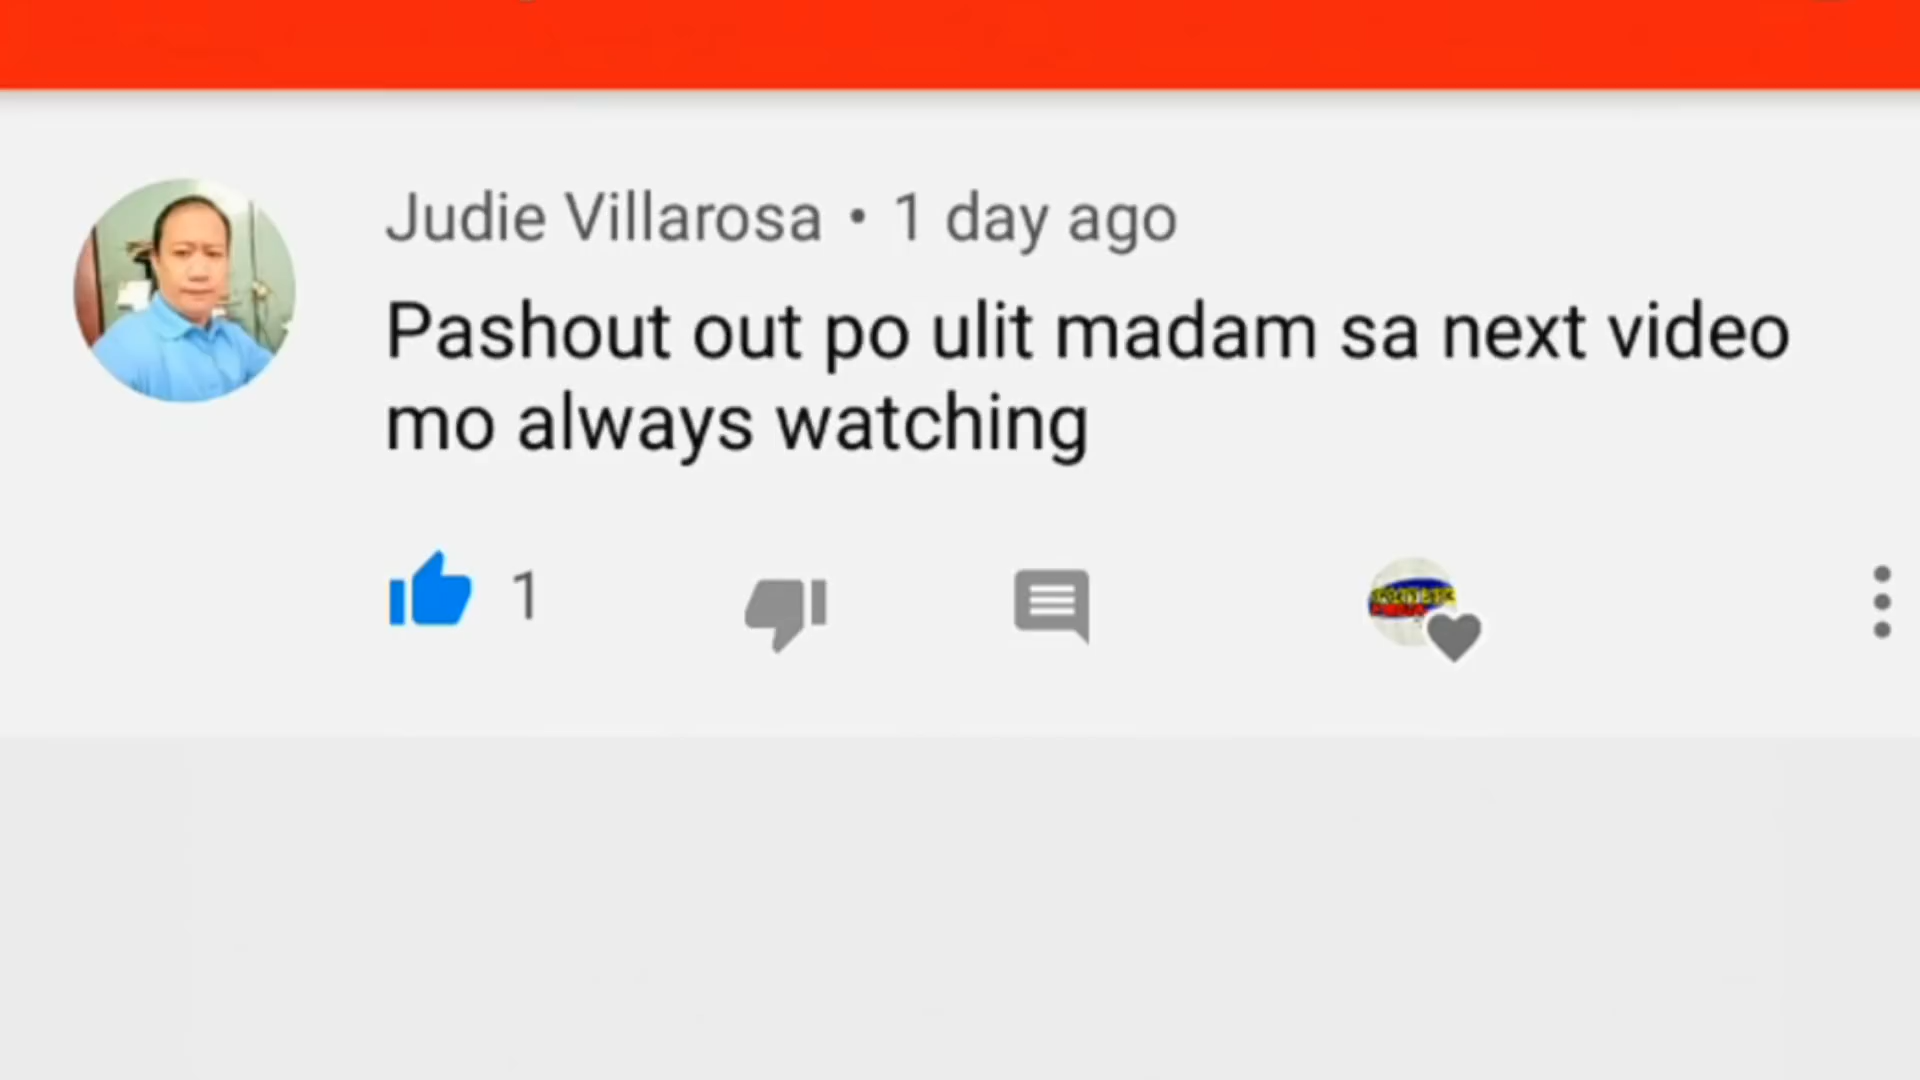 Judie Villarosa • 1 day ago
Pashout out po ulit madam sa next video
mo always watching
1